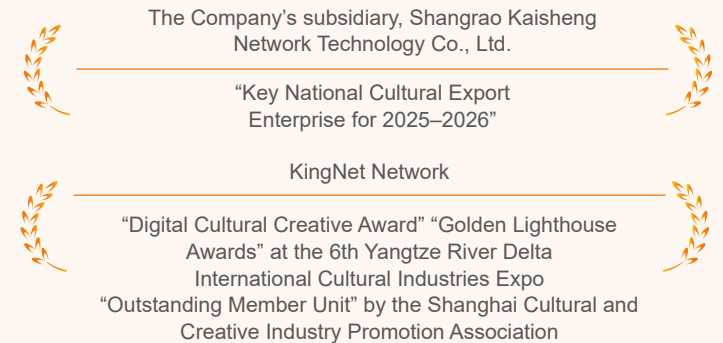 The Company’s subsidiary, Shangrao Kaisheng
Network Technology Co., Ltd.
“Key National Cultural Export
Enterprise for 2025–2026”
KingNet Network
“Digital Cultural Creative Award” “Golden Lighthouse
Awards” at the 6th Yangtze River Delta
International Cultural Industries Expo
“Outstanding Member Unit” by the Shanghai Cultural and
Creative Industry Promotion Association